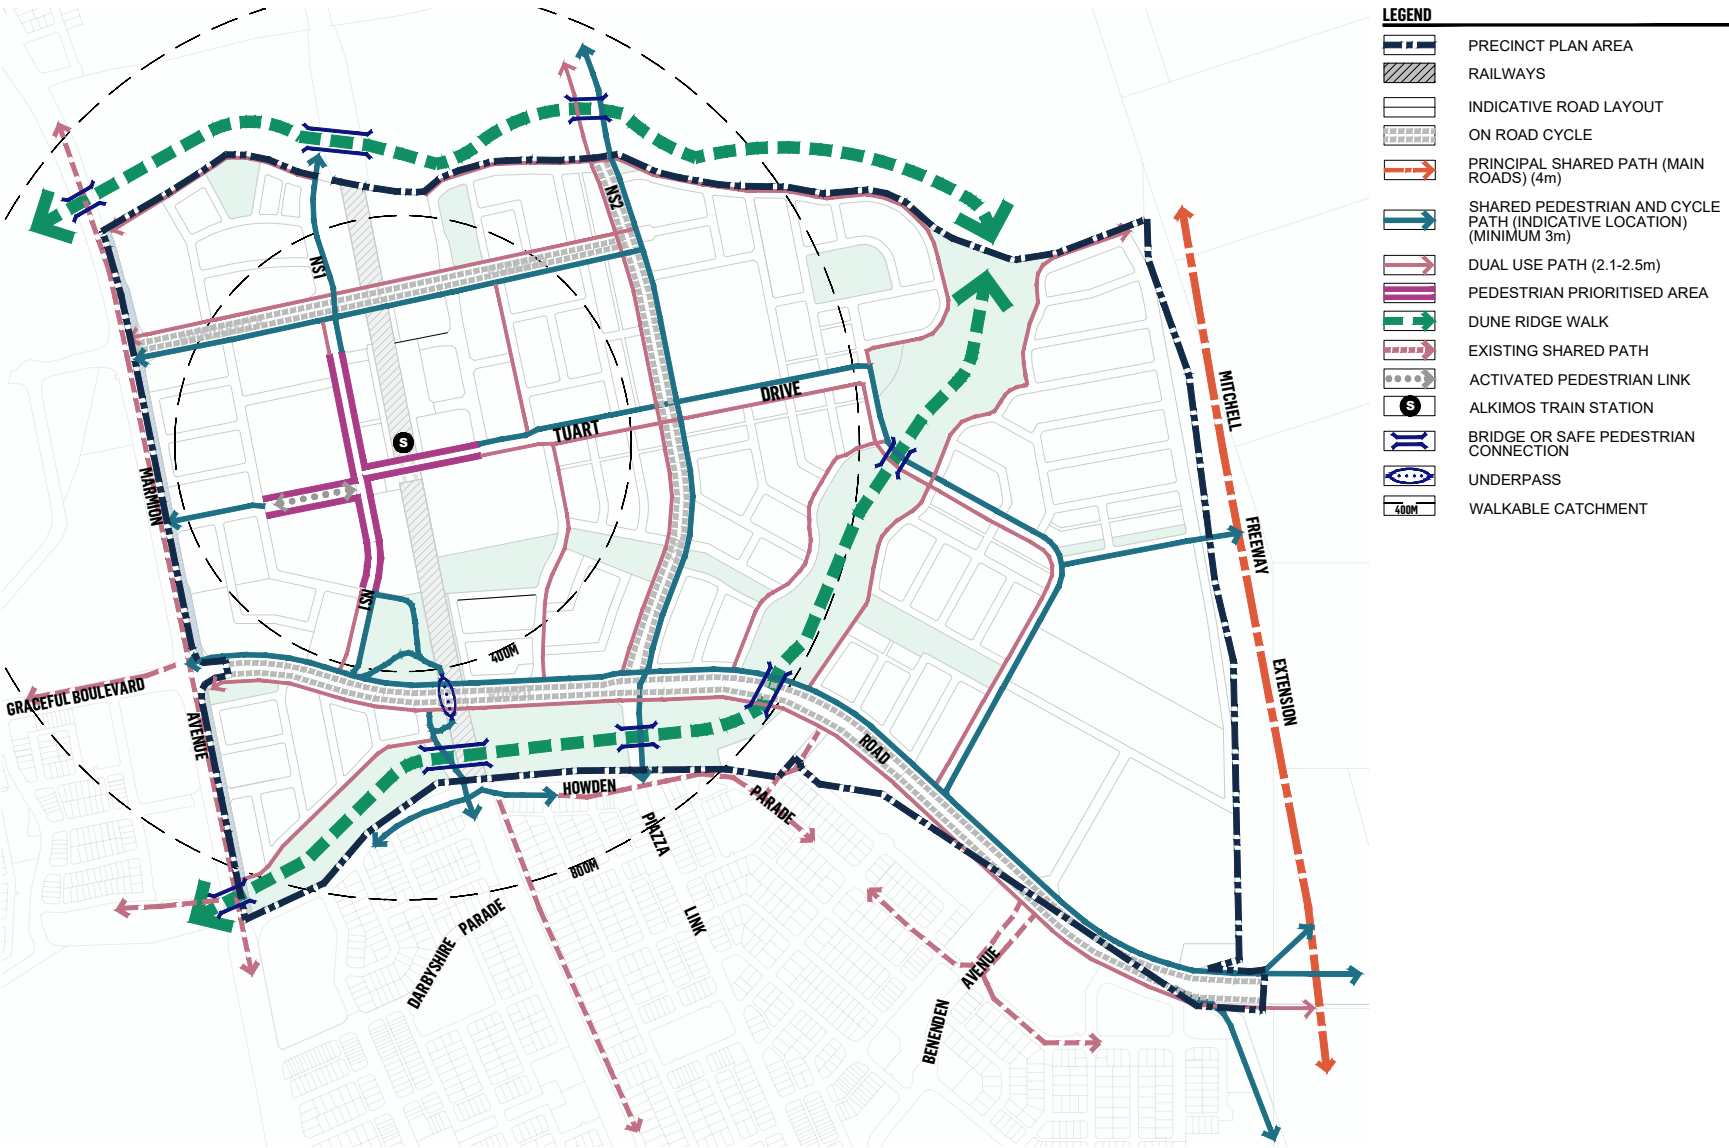 LEGEND
PRECINCT PLAN AREA
RAILWAYS
INDICATIVE ROAD LAYOUT
ON ROAD CYCLE
PRINCIPAL SHARED PATH (MAIN
ROADS) (4m)
SHARED PEDESTRIAN AND CYCLE
PATH (INDICATIVE LOCATION)
(MINIMUM 3m)
DUAL USE PATH (2.1-2.5m)
PEDESTRIAN PRIORITISED AREA
DUNE RIDGE WALK
EXISTING SHARED PATH
ACTIVATED PEDESTRIAN LINK
S
ALKIMOS TRAIN STATION
BRIDGE OR SAFE PEDESTRIAN
CONNECTION
UNDERPASS
400M
WALKABLE CATCHMENT
NS2
NS1
MITCHELL
DRIVE
TUART
S
MARMION
FREEWAY
NS1
400M
GRACEFUL BOULEVARD
EXTENSION
AVENUE
ROAD
HOWDEN
PARADE
PIAZZA
800M
LINK
DARBYSHIRE PARADE
AVENUE
BENENDEN